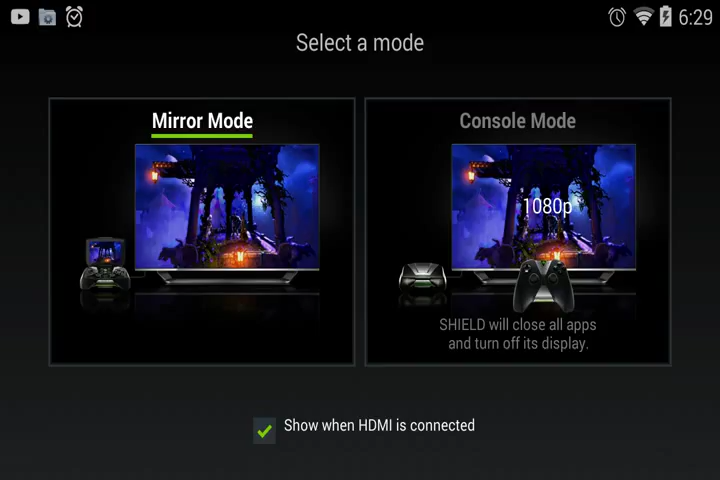 6:29
Select a mode
Mirror Mode
Console Mode
1080p
SHIELD will close all apps
and turn off its display.
Show when HDMI is connected